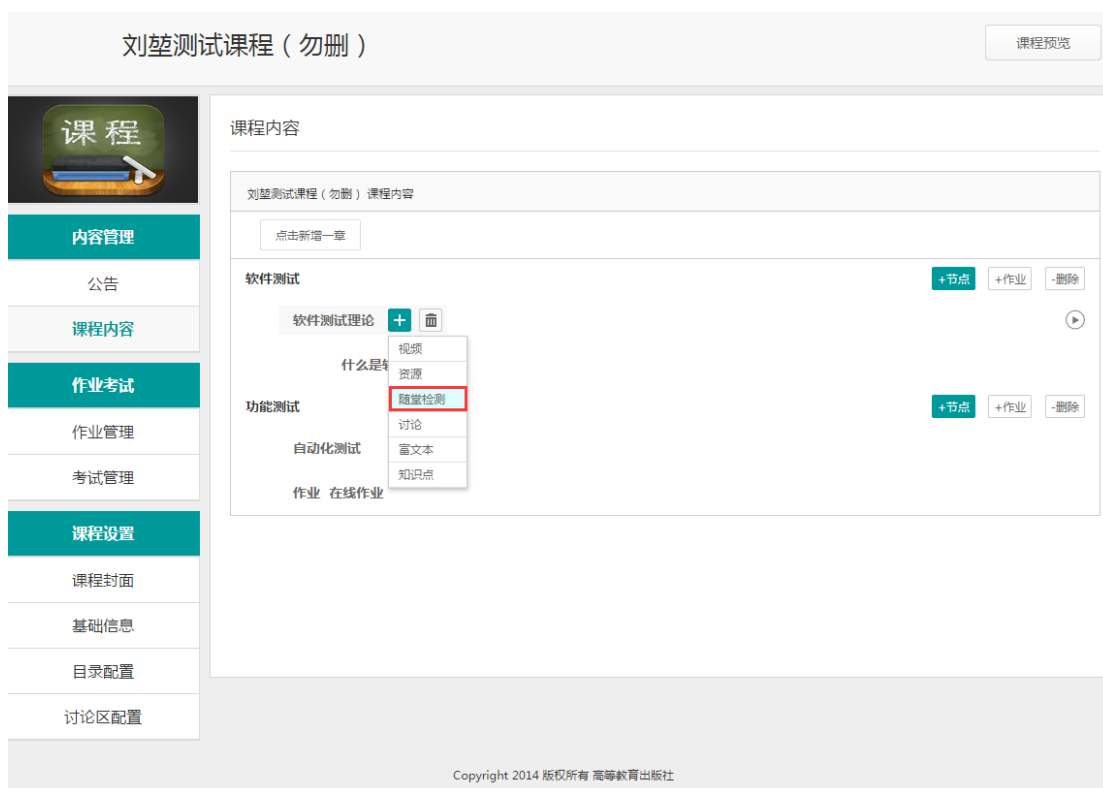 刘堃测试课程（勿删）
课程预览
课程
课程内容
刘堃测试课程（勿删）课程内容
点击新增一章
内容管理
公告
课程内容
作业考试
作业管理
考试管理
课程设置
课程封面
基础信息
目录配置
讨论区配置
软件测试 +节点 +作业 -删除
软件测试理论 +
视频
什么是
资源
随堂检测
功能测试 +节点 +作业 -删除
讨论
自动化测试
富文本
知识点
作业 在线作业
Copyright 2014 版权所有 高等教育出版社